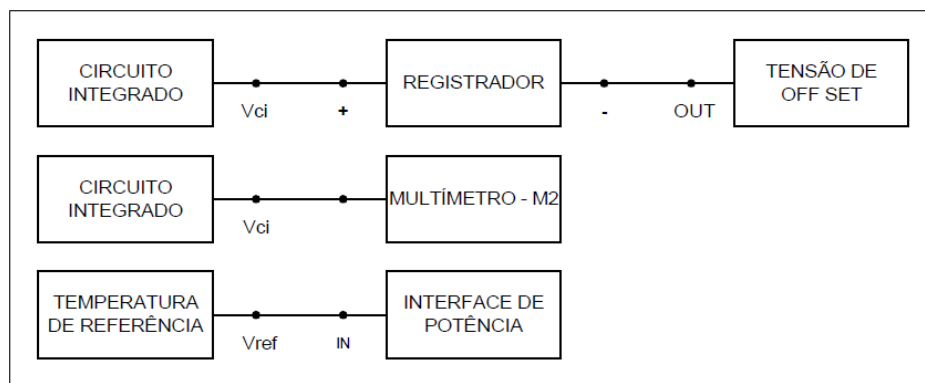 CIRCUITO
INTEGRADO
Vci
+
REGISTRADOR
-
OUT
TENSÃO DE
OFF SET
CIRCUITO
INTEGRADO
Vci
MULTÍMETRO - M2
TEMPERATURA
DE REFERÊNCIA
Vref
IN
INTERFACE DE
POTÊNCIA